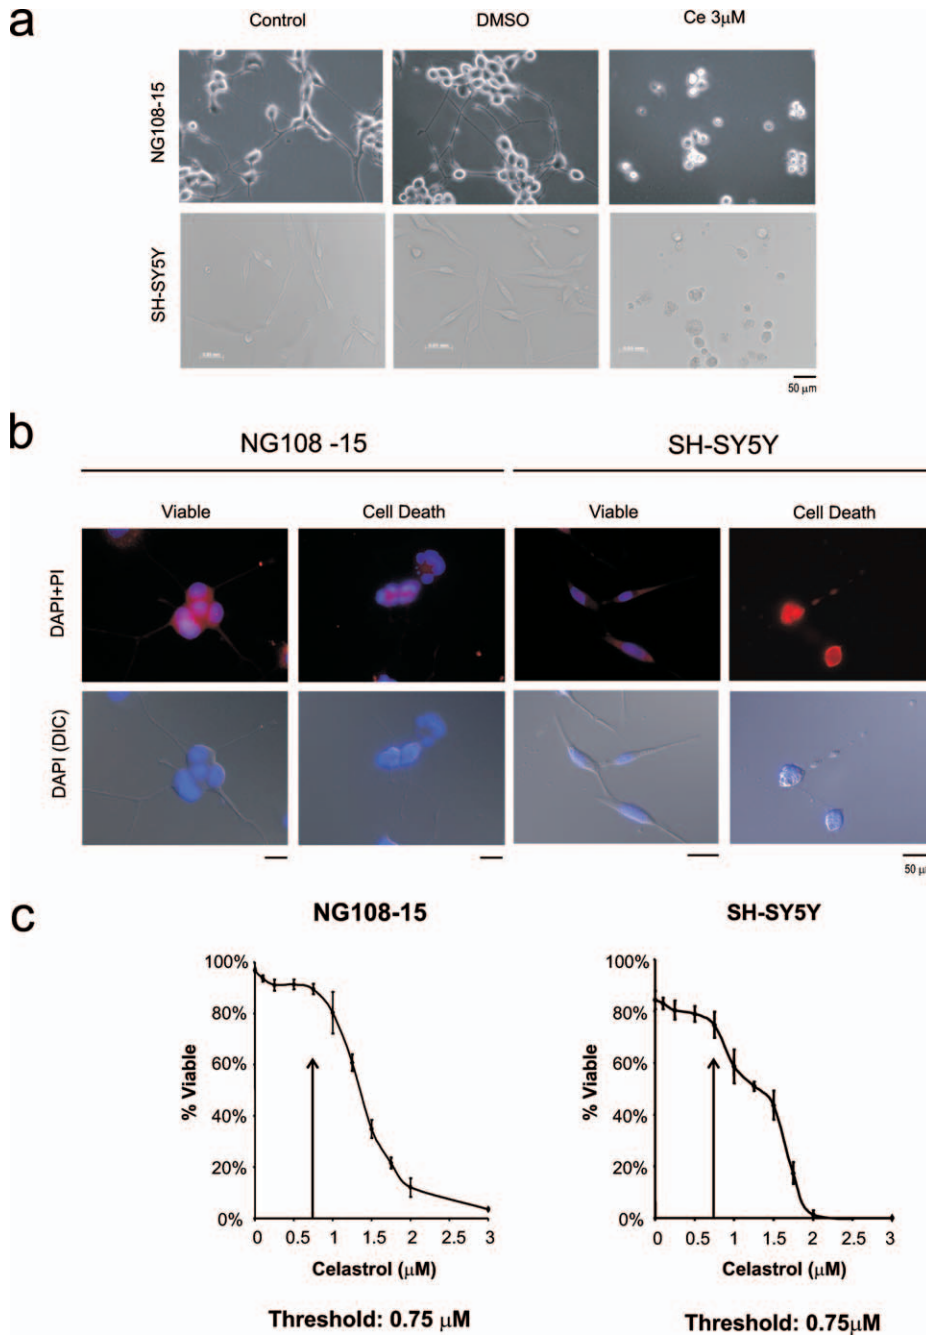 a
Control DMSO Ce 3μM
NG108-15
SH-SY5Y
50 μm
b
NG108 -15 SH-SY5Y
Viable Cell Death Viable Cell Death
DAPI+PI
DAPI (DIC)
50 μ
c
NG108-15 SH-SY5Y
100% 100%
80% 80%
60% 60%
40% 40%
20% 20%
0% 0%
% Viable % Viable
0 0.5 1 1.5 2 2.5 3 0 0.5 1 1.5 2 2.5 3
Celastrol (μM) Celastrol (μM)
Threshold: 0.75 μM Threshold: 0.75μM